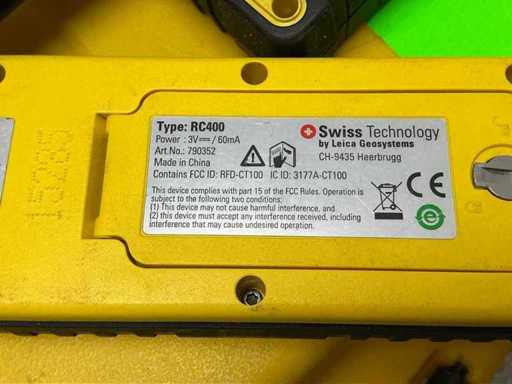 Type: RC400
Power : 3V⎓ / 60mA
Art.No.: 790352
Made in China
Contains FCC ID: RFD-CT100 IC ID: 3177A-CT100
This device complies with part 15 of the FCC Rules. Operation is
subject to the following two conditions:
(1) This device may not cause harmful interference, and
(2) this device must accept any interference received, including
interference that may cause undesired operation.
Swiss Technology
by Leica Geosystems
CH-9435 Heerbrugg
CE
e